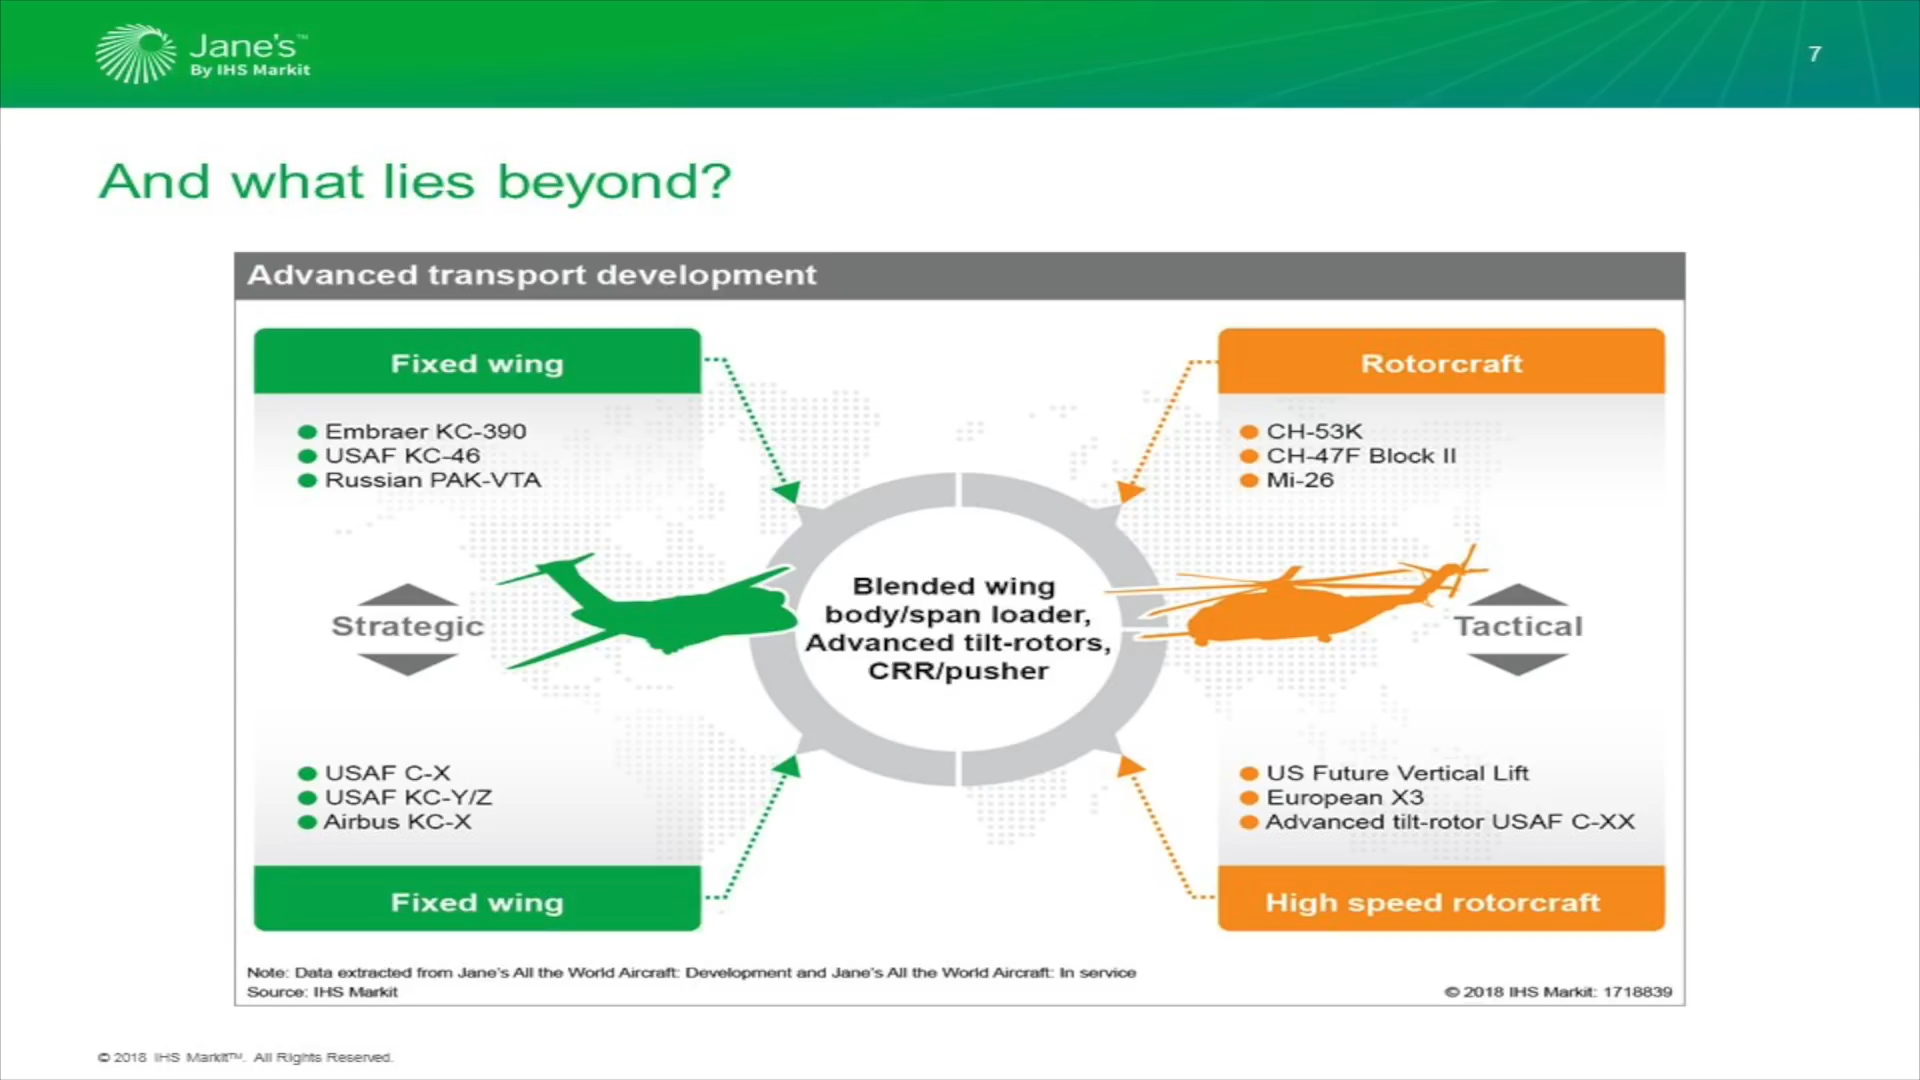 Jane's™
By IHS Markit
7
And what lies beyond?
Advanced transport development
Fixed wing
Embraer KC-390
USAF KC-46
Russian PAK-VTA
Rotorcraft
CH-53K
CH-47F Block II
Mi-26
Strategic
Blended wing
body/span loader,
Advanced tilt-rotors,
CRR/pusher
Tactical
USAF C-X
USAF KC-Y/Z
Airbus KC-X
Fixed wing
US Future Vertical Lift
European X3
Advanced tilt-rotor USAF C-XX
High speed rotorcraft
Note: Data extracted from Jane's All the World Aircraft: Development and Jane's All the World Aircraft: In service
Source: IHS Markit
© 2018 IHS Markit: 1718839
© 2018 IHS Markit™. All Rights Reserved.